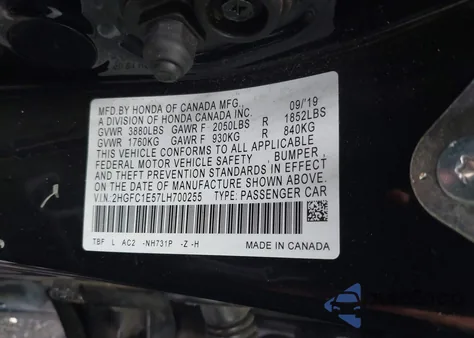 MFD BY HONDA OF CANADA MFG., 09/19
A DIVISION OF HONDA CANADA INC.
GVWR 3880LBS GAWR F 2050LBS R 1852LBS
GVWR 1760KG GAWR F 930KG R 840KG
THIS VEHICLE CONFORMS TO ALL APPLICABLE
FEDERAL MOTOR VEHICLE SAFETY, BUMPER
AND THEFT PREVENTION STANDARDS IN EFFECT
ON THE DATE OF MANUFACTURE SHOWN ABOVE.
VIN:2HGFC1E57LH700255 TYPE: PASSENGER CAR
TBF L AC2 -NH731P -Z -H
MADE IN CANADA